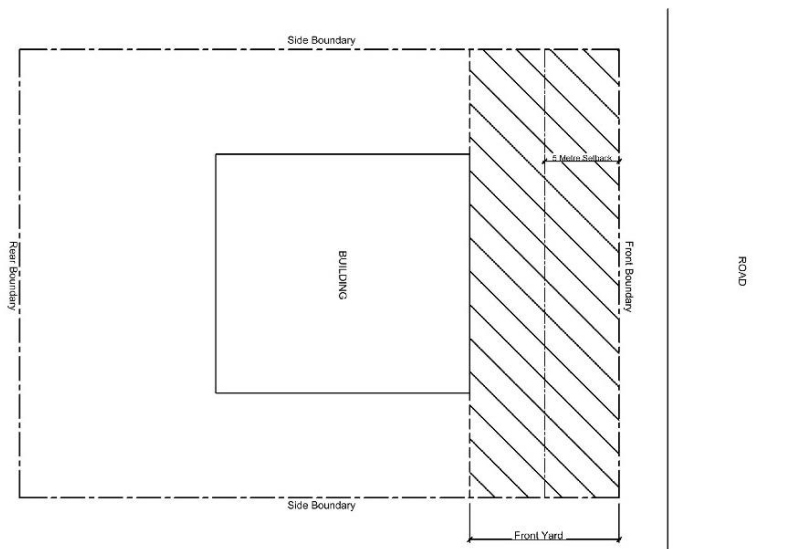 Side Boundary
5 Metre Setback
Rear Boundary
BUILDING
Front Boundary
ROAD
Side Boundary
Front Yard